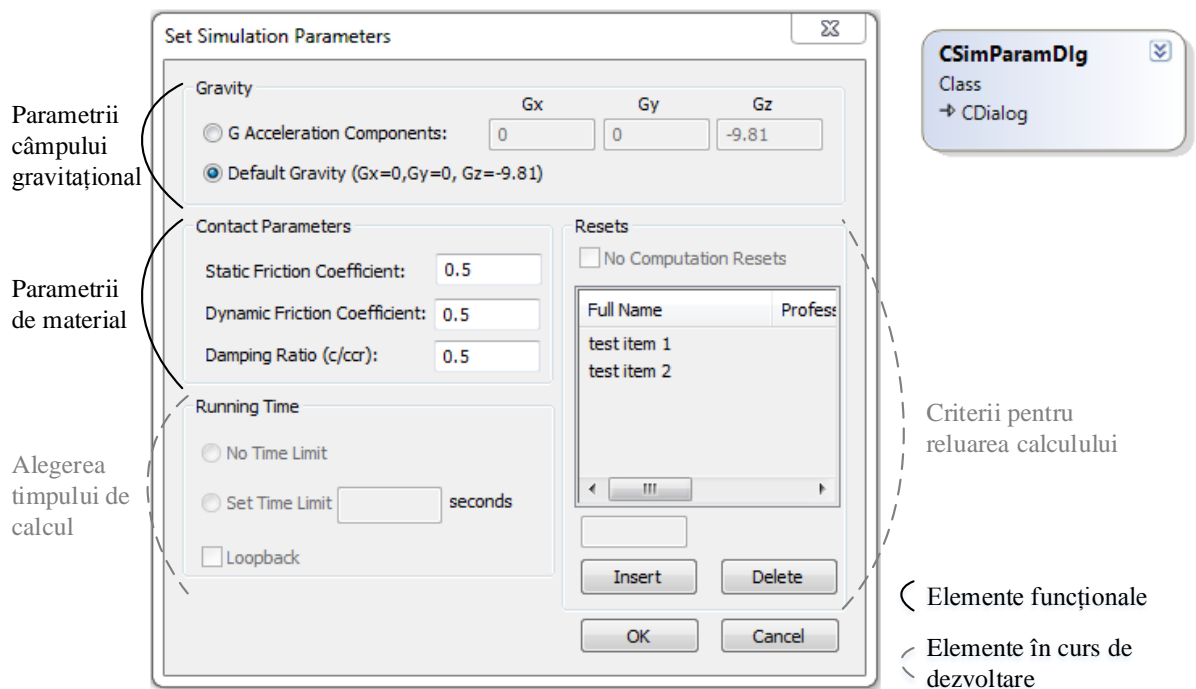 Set Simulation Parameters
Gravity
Gx Gy Gz
G Acceleration Components: 0 0 -9.81
Default Gravity (Gx=0,Gy=0, Gz=-9.81)
Contact Parameters
Static Friction Coefficient: 0.5
Dynamic Friction Coefficient: 0.5
Damping Ratio (c/ccr): 0.5
Running Time
No Time Limit
Set Time Limit seconds
Loopback
Resets
No Computation Resets
Full Name Profess
test item 1
test item 2
Insert Delete
OK Cancel
Parametrii
câmpului
gravitațional
Parametrii
de material
Alegerea
timpului de
calcul
CSimParamDlg
Class
CDialog
Criterii pentru
reluarea calculului
Elemente funcționale
Elemente în curs de
dezvoltare